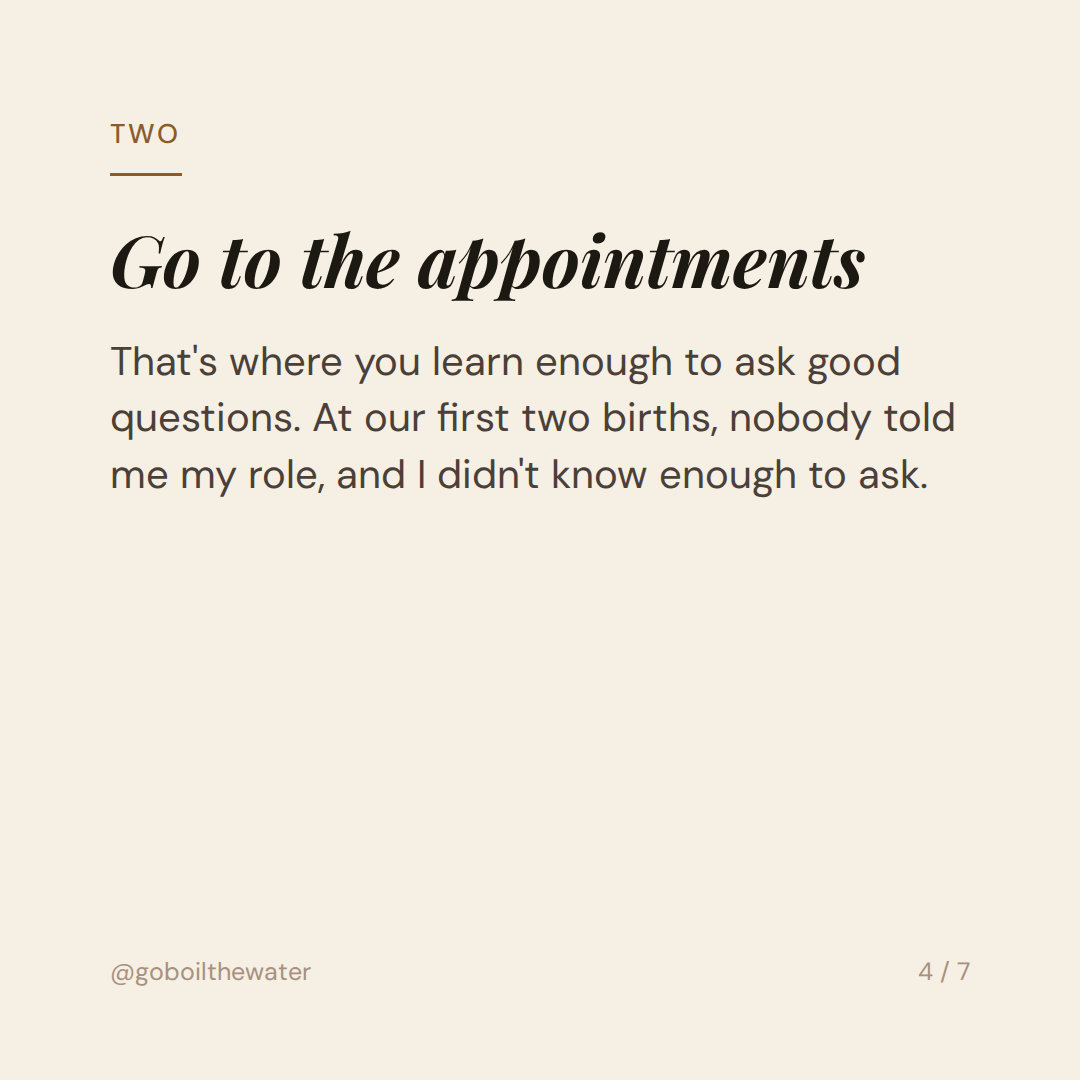 TWO
Go to the appointments
That's where you learn enough to ask good
questions. At our first two births, nobody told
me my role, and I didn't know enough to ask.
@goboilthewater
4 / 7